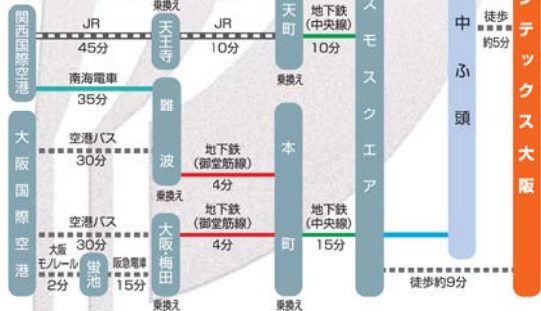 乗換え
関西国際空港
JR
45分
天王寺
JR
10分
天町
乗換え
地下鉄
(中央線)
10分
スモスクエア
中ふ頭
徒歩
約5分
テックス大阪
南海電車
35分
難波
乗換え
大阪国際空港
空港バス
30分
地下鉄
(御堂筋線)
4分
本町
乗換え
空港バス
30分
大阪・梅田
乗換え
地下鉄
(御堂筋線)
4分
地下鉄
(中央線)
15分
大阪
モノレール
2分
蛍池
阪急電車
15分
徒歩約9分